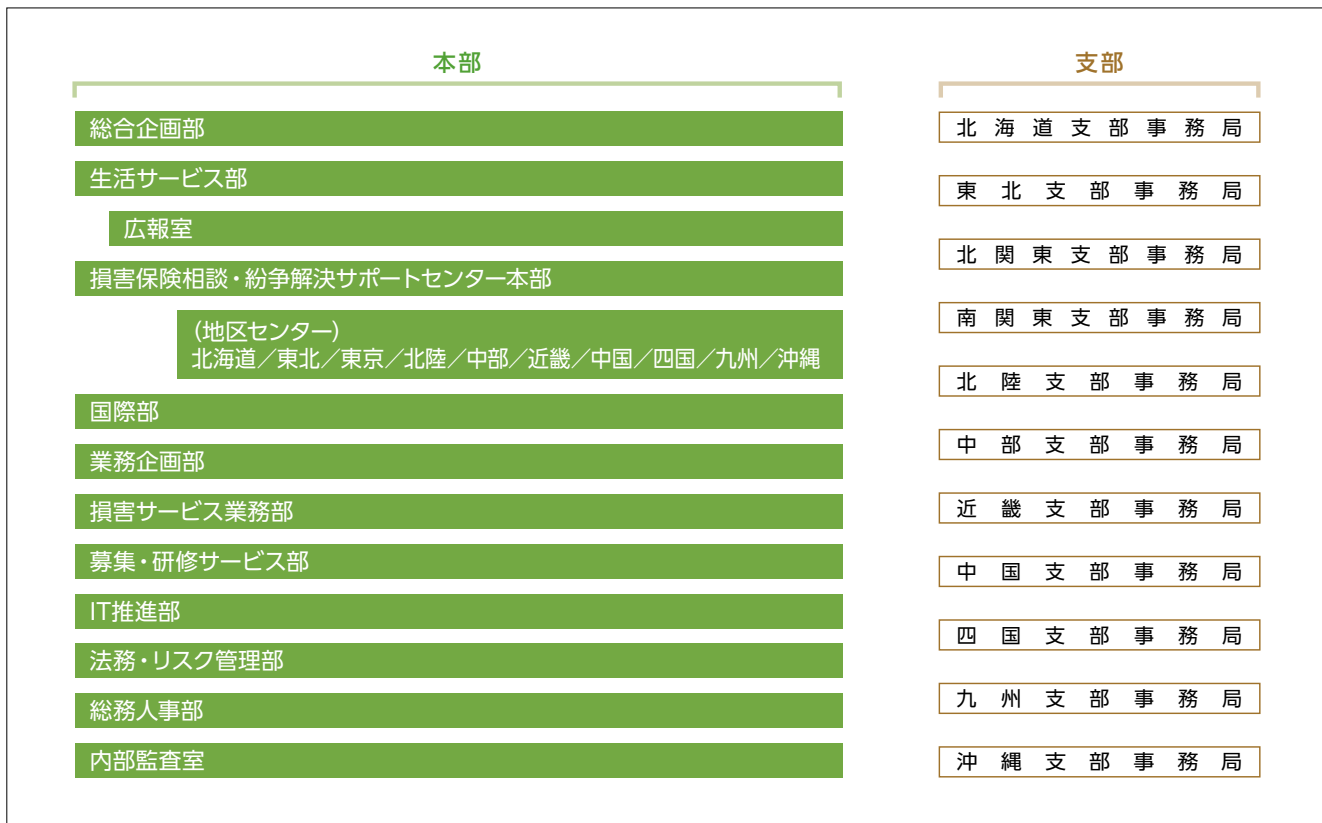 本部
総合企画部
生活サービス部
広報室
損害保険相談・紛争解決サポートセンター本部
(地区センター)
北海道／東北／東京／北陸／中部／近畿／中国／四国／九州／沖縄
国際部
業務企画部
損害サービス業務部
募集・研修サービス部
IT推進部
法務・リスク管理部
総務人事部
内部監査室
支部
北海道支部事務局
東北支部事務局
北関東支部事務局
南関東支部事務局
北陸支部事務局
中部支部事務局
近畿支部事務局
中国支部事務局
四国支部事務局
九州支部事務局
沖縄支部事務局